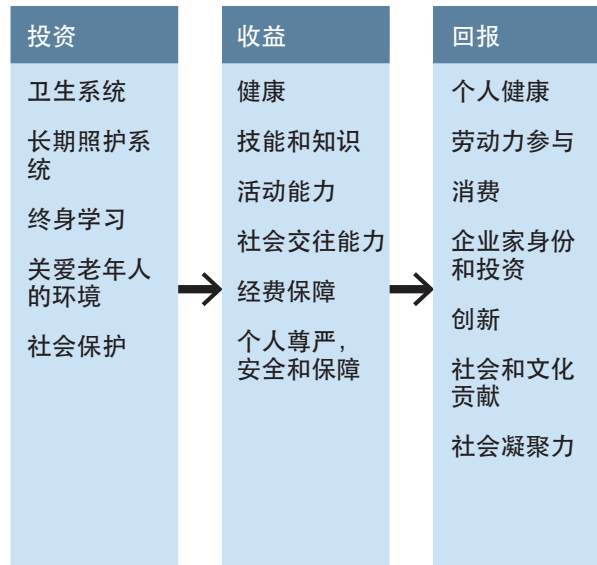 投资
卫生系统
长期照护系
统
终身学习
关爱老年人
的环境
社会保护
收益
健康
技能和知识
活动能力
社会交往能力
经费保障
个人尊严，
安全和保障
回报
个人健康
劳动力参与
消费
企业家身份
和投资
创新
社会和文化
贡献
社会凝聚力